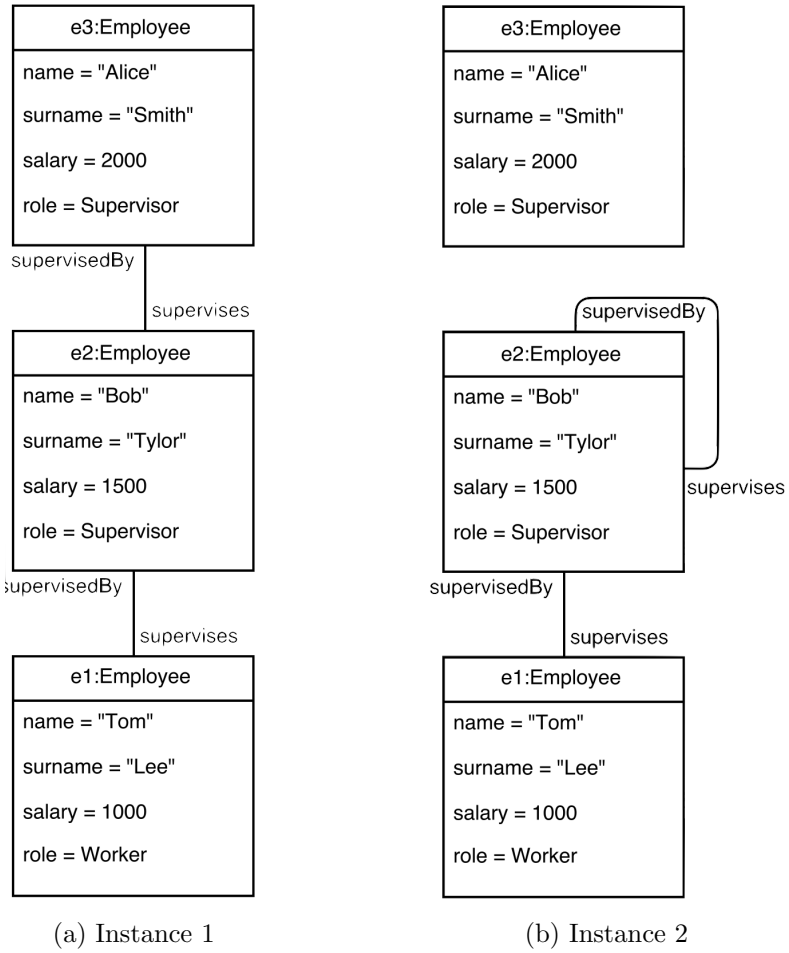 e3:Employee
name = "Alice"
surname = "Smith"
salary = 2000
role = Supervisor
supervisedBy
supervises
e2:Employee
name = "Bob"
surname = "Tylor"
salary = 1500
role = Supervisor
supervisedBy
supervises
e1:Employee
name = "Tom"
surname = "Lee"
salary = 1000
role = Worker
(a) Instance 1
e3:Employee
name = "Alice"
surname = "Smith"
salary = 2000
role = Supervisor
supervisedBy
e2:Employee
name = "Bob"
surname = "Tylor"
salary = 1500
supervises
role = Supervisor
supervisedBy
supervises
e1:Employee
name = "Tom"
surname = "Lee"
salary = 1000
role = Worker
(b) Instance 2